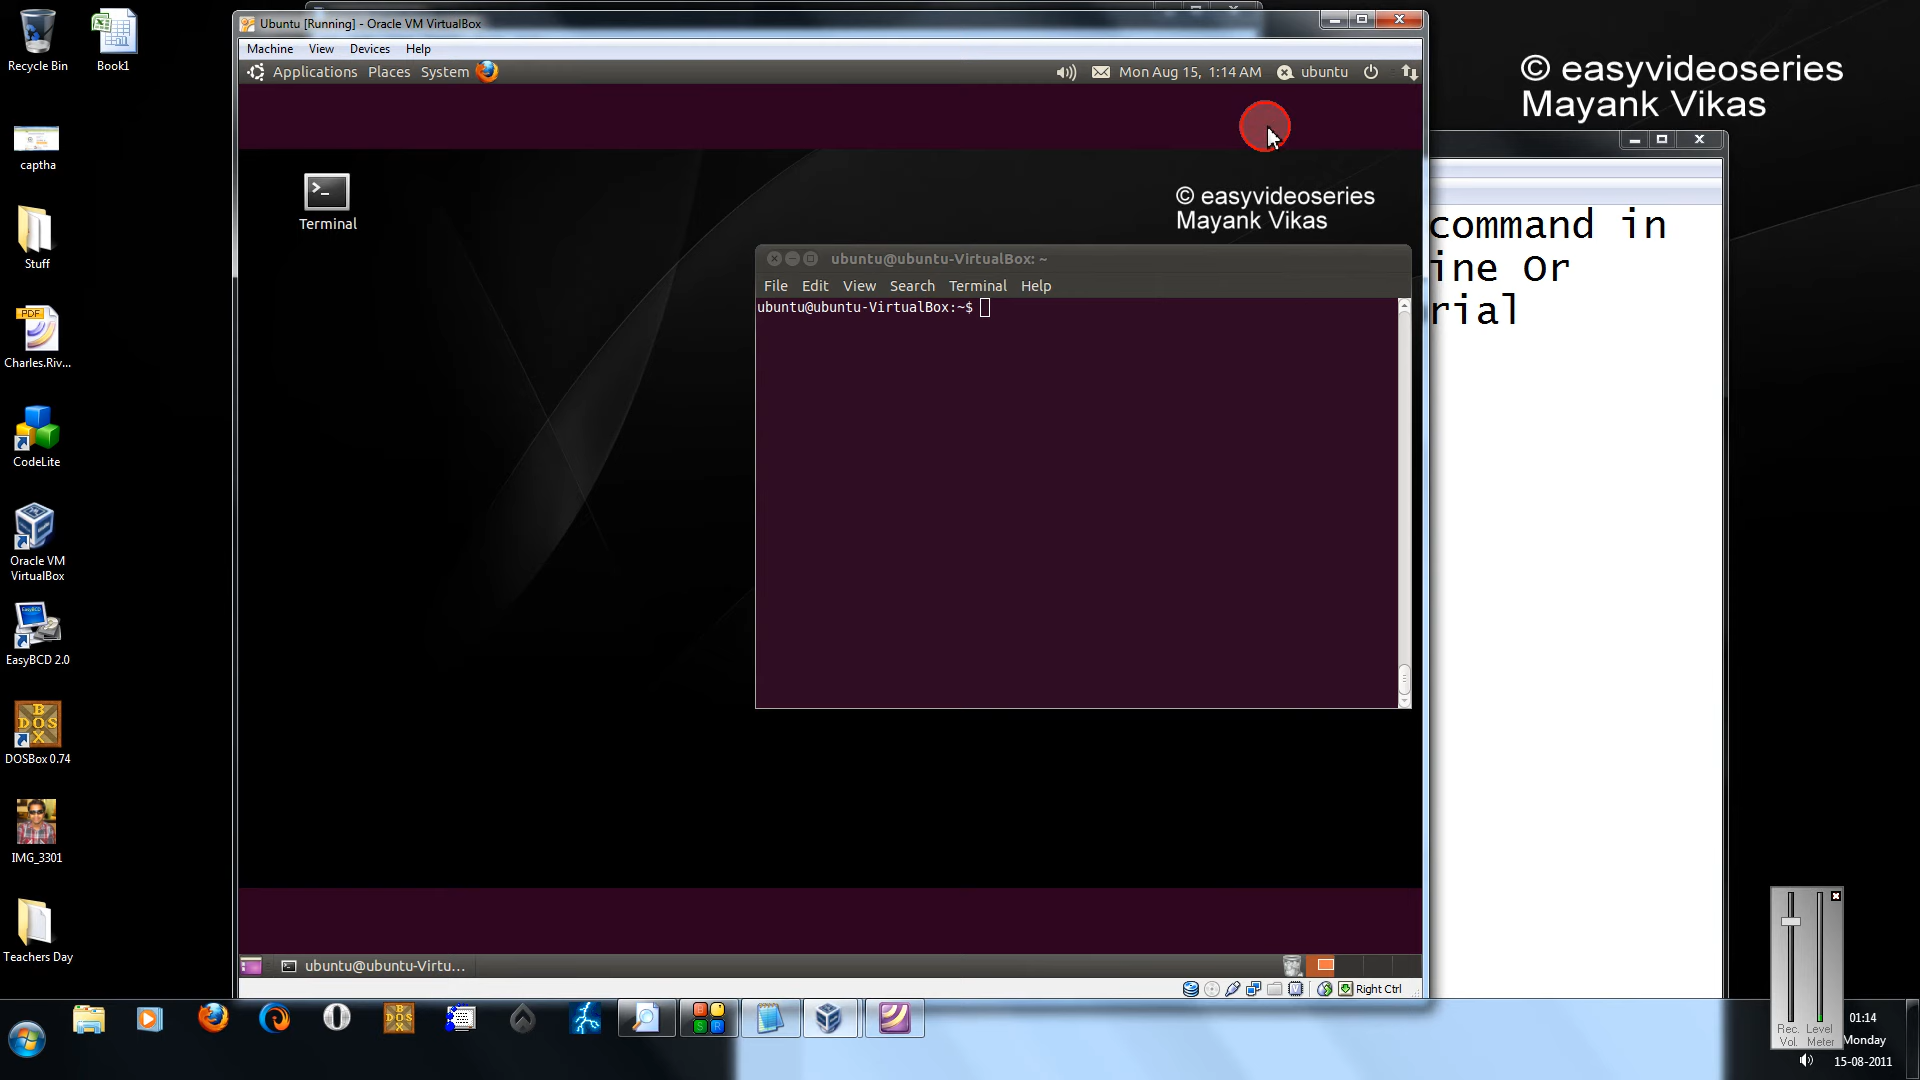 Ubuntu [Running] - Oracle VM VirtualBox
Machine View Devices Help
Applications Places System
Mon Aug 15, 1:14 AM ubuntu
© easyvideoseries
Mayank Vikas
Terminal
© easyvideoseries
Mayank Vikas
ubuntu@ubuntu-VirtualBox: ~
File Edit View Search Terminal Help
ubuntu@ubuntu-VirtualBox:~$
command in
ine Or
rial
Recycle Bin
Book1
captha
Stuff
PDF
Charles.Riv...
CodeLite
Oracle VM
VirtualBox
EasyBCD 2.0
DOSBox 0.74
IMG_3301
Teachers Day
ubuntu@ubuntu-Virtu...
Right Ctrl
Rec. Level
Vol. Meter
01:14
Monday
15-08-2011